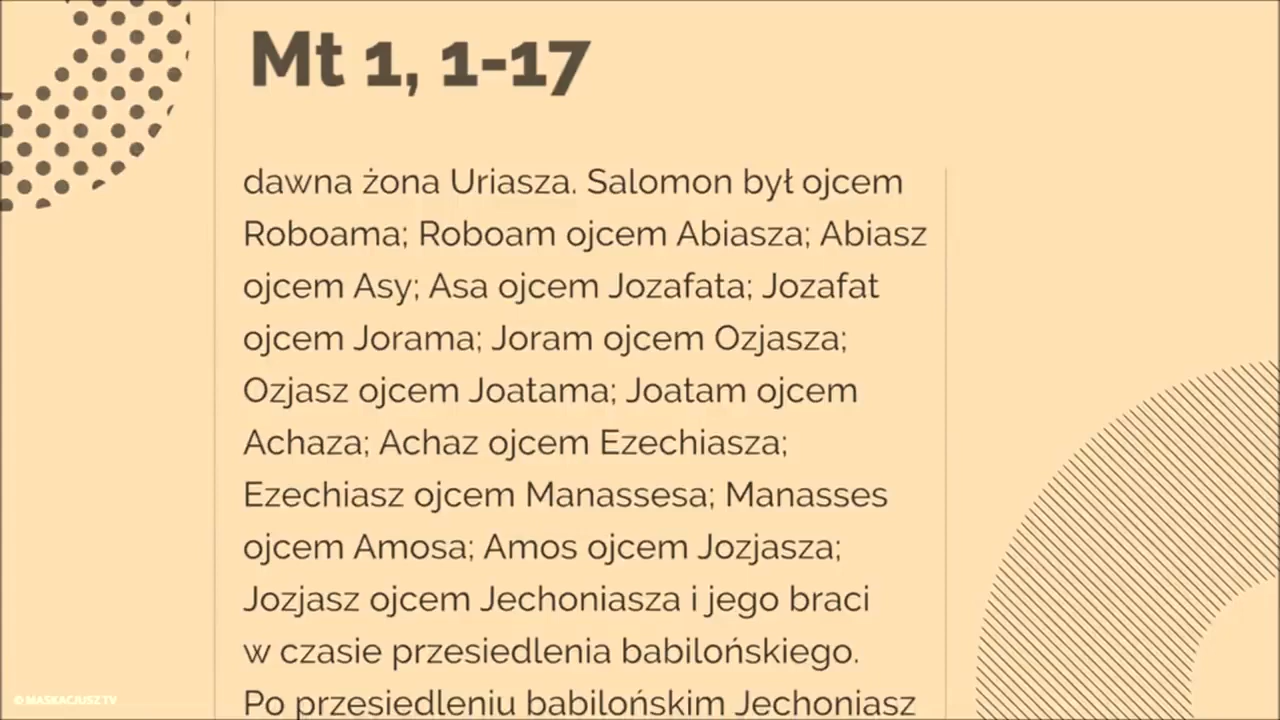 Mt 1, 1-17
dawna żona Uriasza. Salomon był ojcem
Roboama; Roboam ojcem Abiasza; Abiasz
ojcem Asy; Asa ojcem Jozafata; Jozafat
ojcem Jorama; Joram ojcem Ozjasza;
Ozjasz ojcem Joatama; Joatam ojcem
Achaza; Achaz ojcem Ezechiasza;
Ezechiasz ojcem Manassesa; Manasses
ojcem Amosa; Amos ojcem Jozjasza;
Jozjasz ojcem Jechoniasza i jego braci
w czasie przesiedlenia babilońskiego.
Po przesiedleniu babilońskim Jechoniasz
© MASKACJUSZ TV